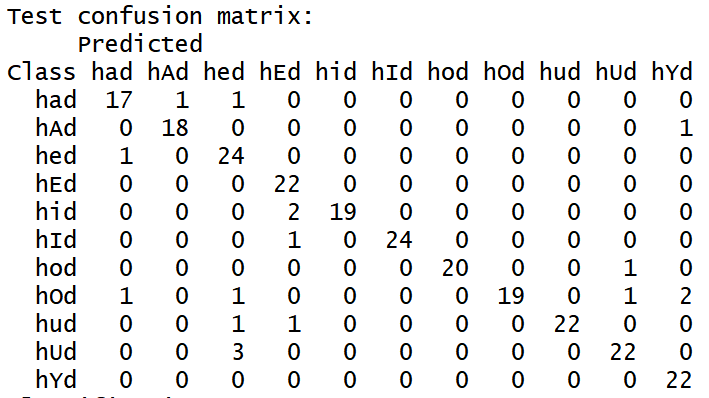 Test confusion matrix:
     Predicted
Class had hAd hed hEd hid hId hod hOd hud hUd hYd
  had  17   1   1   0   0   0   0   0   0   0   0
  hAd   0  18   0   0   0   0   0   0   0   0   1
  hed   1   0  24   0   0   0   0   0   0   0   0
  hEd   0   0   0  22   0   0   0   0   0   0   0
  hid   0   0   0   2  19   0   0   0   0   0   0
  hId   0   0   0   1   0  24   0   0   0   0   0
  hod   0   0   0   0   0   0  20   0   0   1   0
  hOd   1   0   1   0   0   0   0  19   0   1   2
  hud   0   0   1   1   0   0   0   0  22   0   0
  hUd   0   0   3   0   0   0   0   0   0  22   0
  hYd   0   0   0   0   0   0   0   0   0   0  22